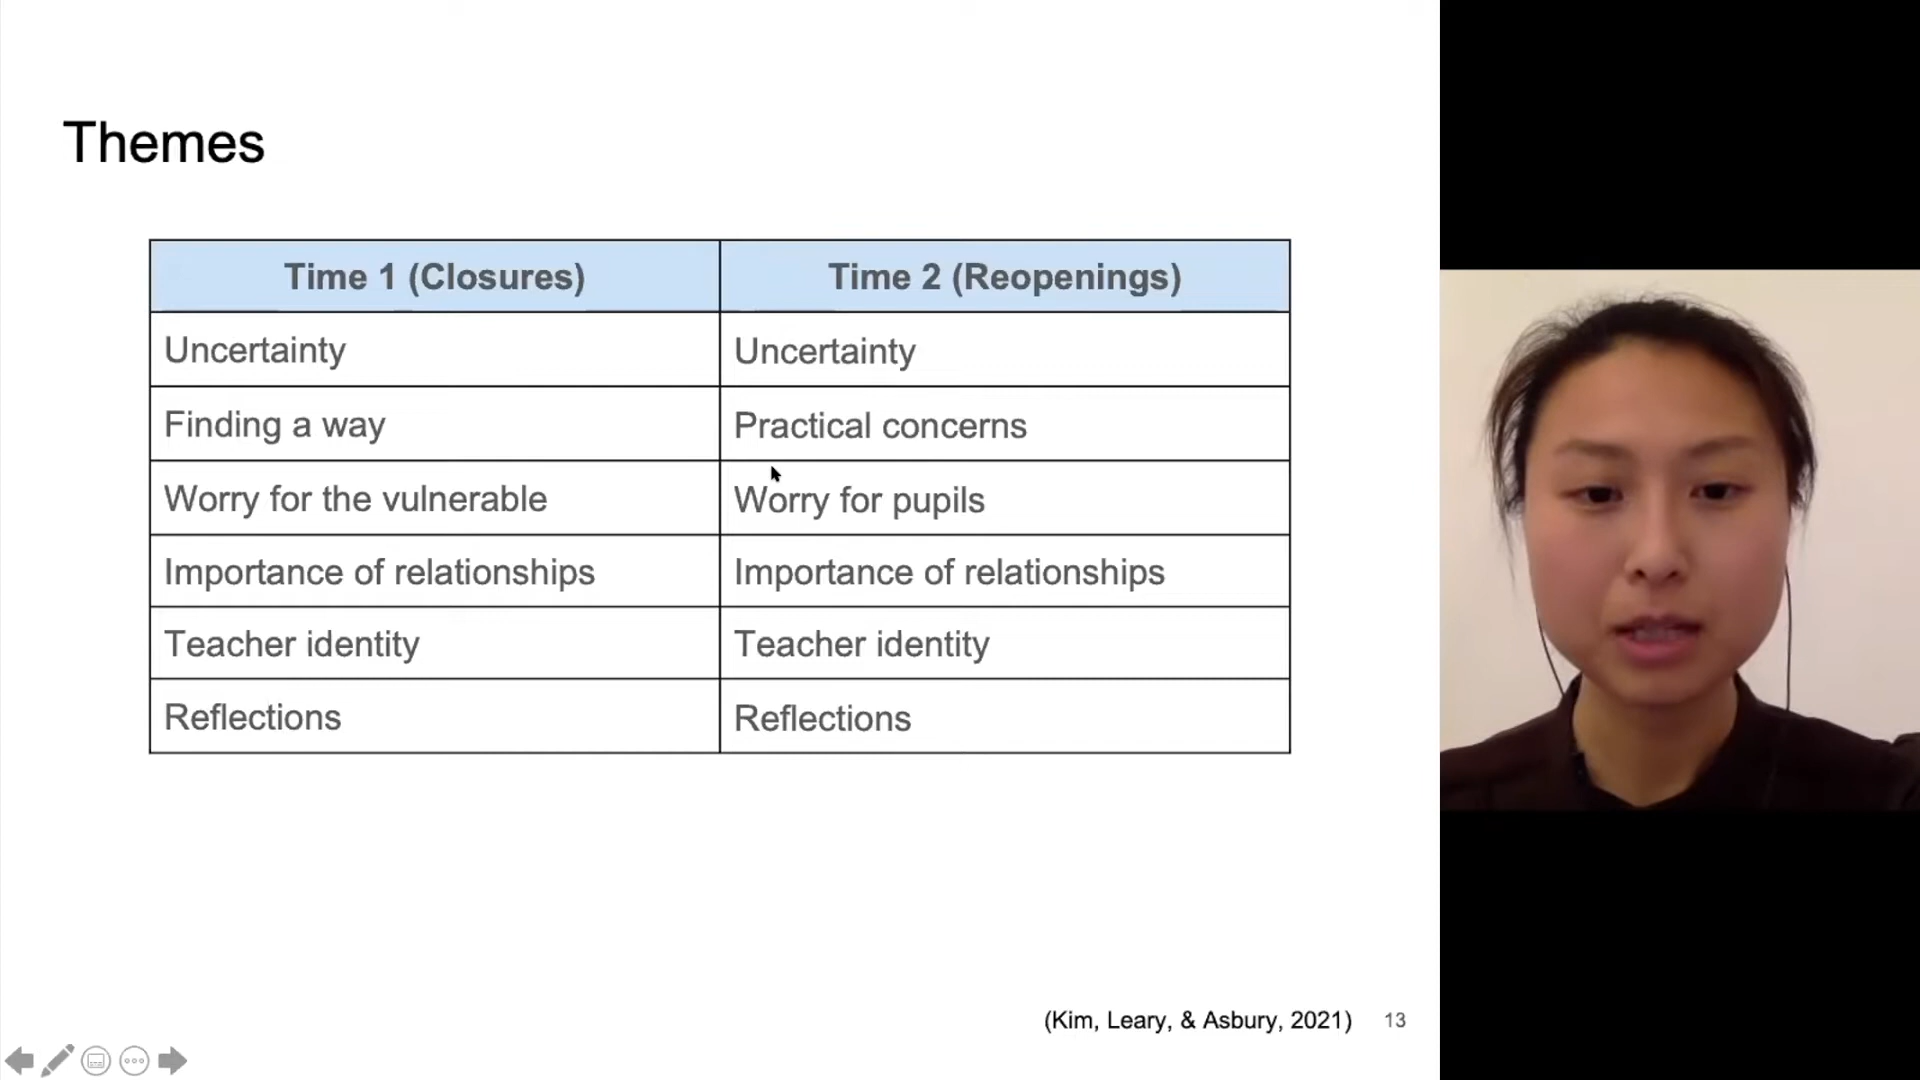 Themes
Time 1 (Closures) Time 2 (Reopenings)
Uncertainty Uncertainty
Finding a way Practical concerns
Worry for the vulnerable Worry for pupils
Importance of relationships Importance of relationships
Teacher identity Teacher identity
Reflections Reflections
(Kim, Leary, & Asbury, 2021) 13